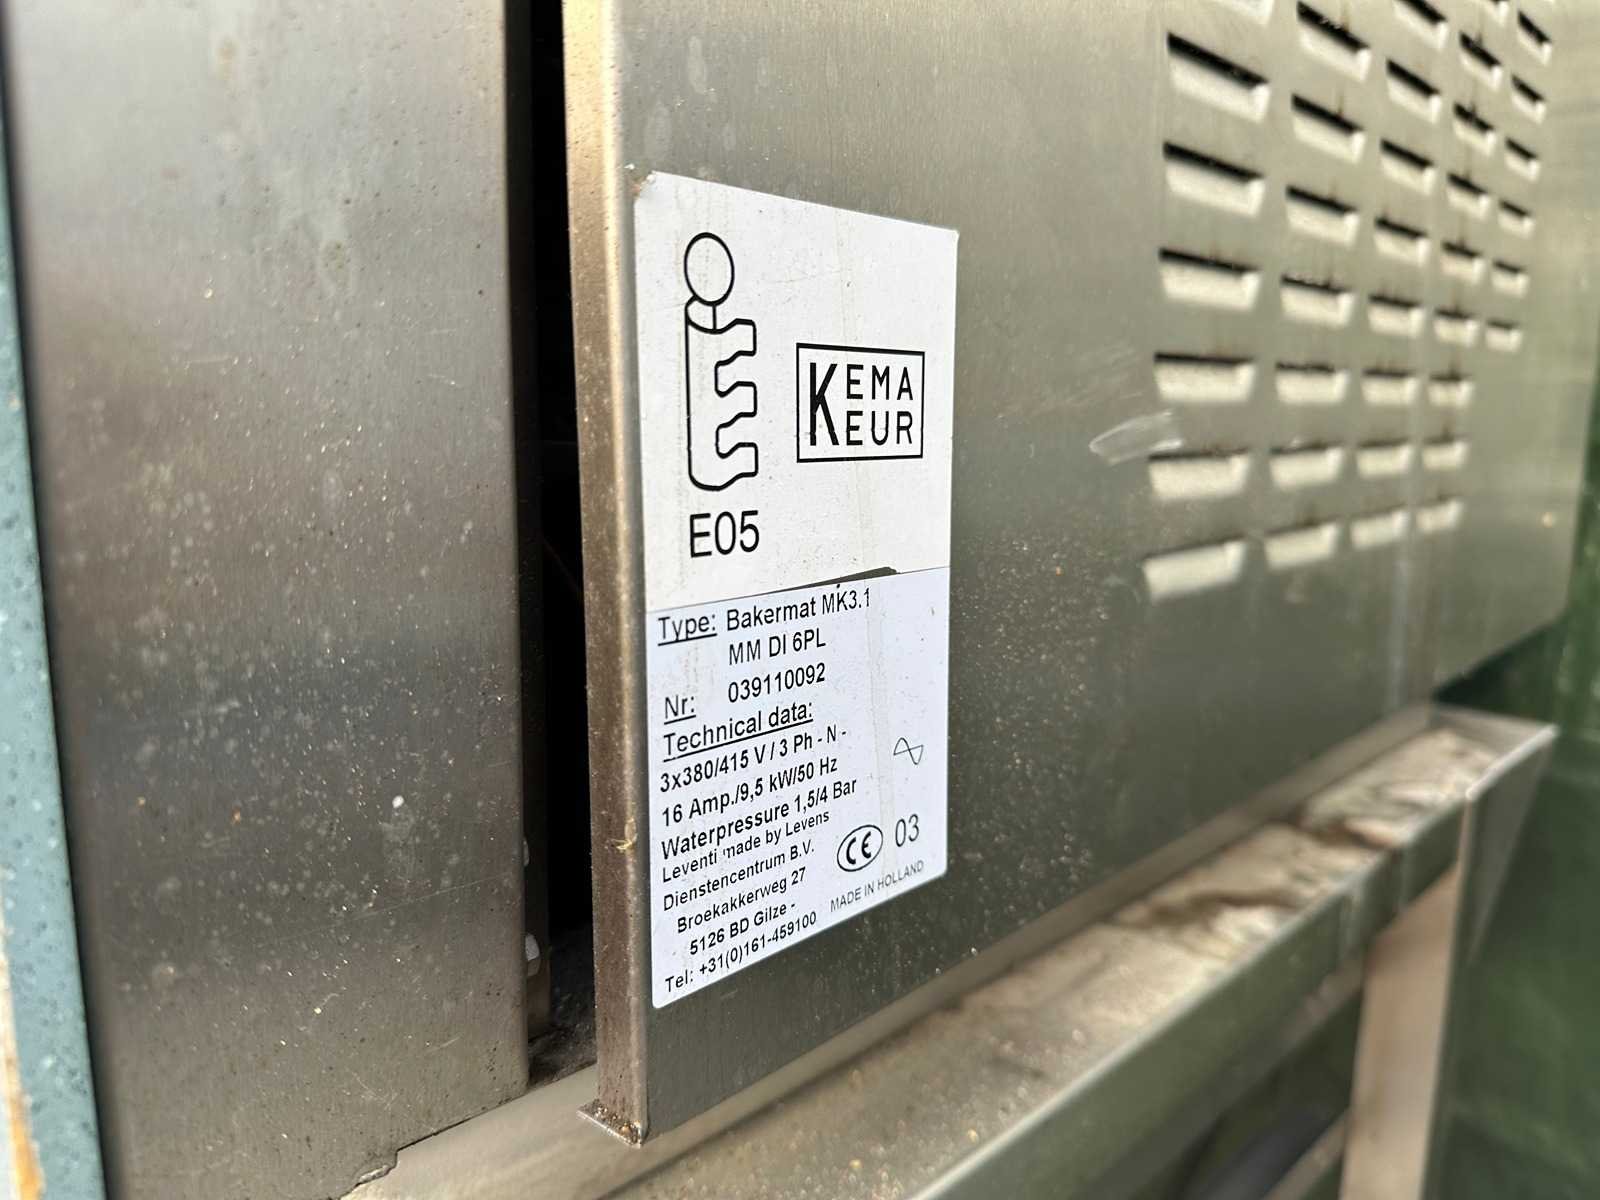 KEMA
KEUR
E05
Type: Bakermat MK3.1
MM DI 6PL
Nr: 039110092
Technical data:
3x380/415 V / 3 Ph - N -
16 Amp./9,5 kW/50 Hz
Waterpressure 1,5/4 Bar
Leventi made by Levens
Dienstencentrum B.V.
Broekakkerweg 27
5126 BD Gilze -
Tel: +31(0)161-459100
CE 03
MADE IN HOLLAND